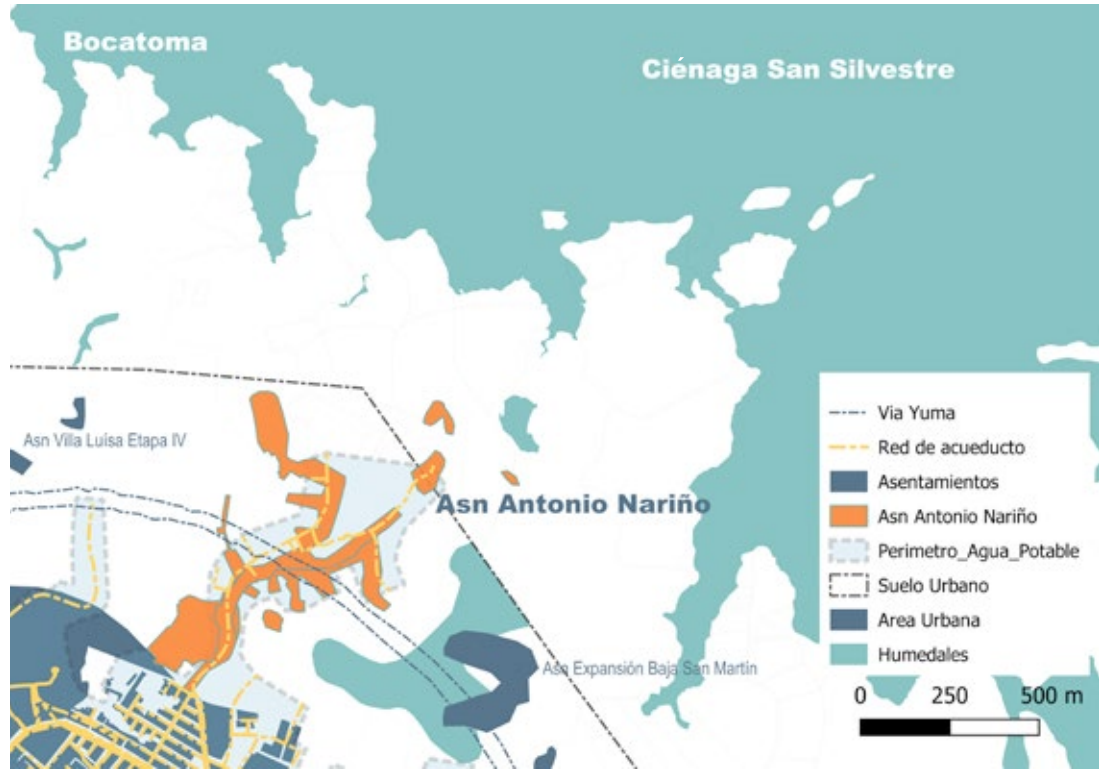 Bocatoma
Ciénaga San Silvestre
Asn Villa Luisa Etapa IV
Asn Antonio Nariño
Asn Expansión Baja San Martín
Via Yuma
Red de acueducto
Asentamientos
Asn Antonio Nariño
Perimetro_Agua_Potable
Suelo Urbano
Area Urbana
Humedales
0 250 500 m